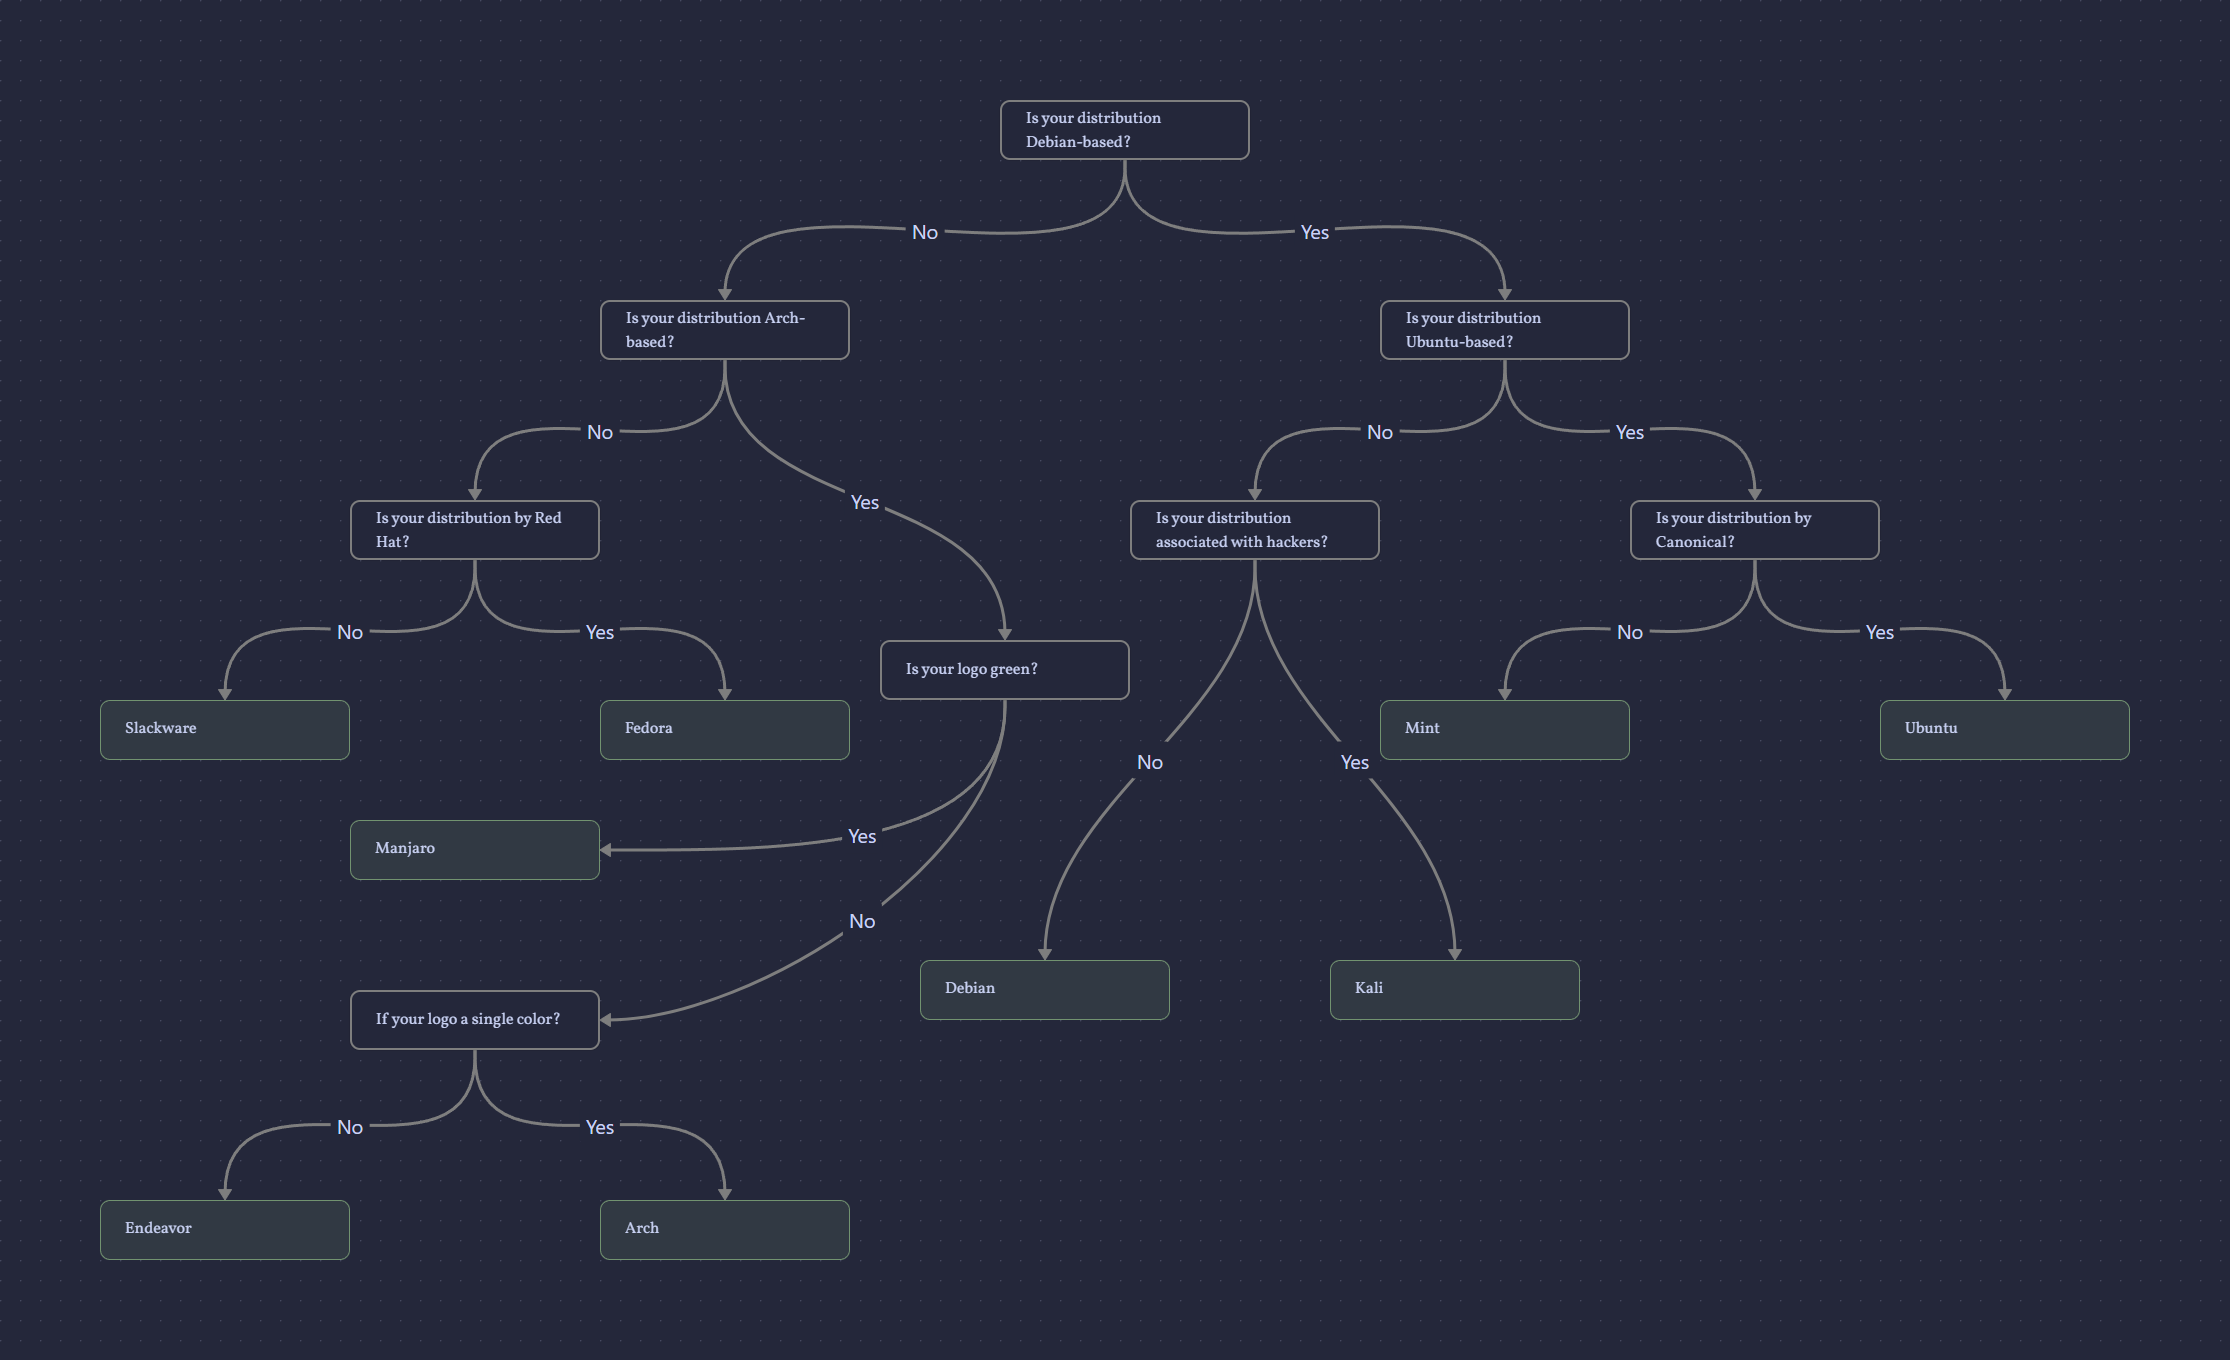 Is your distribution
Debian-based?
No
Yes
Is your distribution Arch-
based?
Is your distribution
Ubuntu-based?
No
Yes
No
Yes
Is your distribution by Red
Hat?
Is your distribution
associated with hackers?
Is your distribution by
Canonical?
No
Yes
No
Yes
Is your logo green?
Slackware
Fedora
Mint
Ubuntu
No
Yes
Yes
Manjaro
No
Debian
Kali
If your logo a single color?
No
Yes
Endeavor
Arch